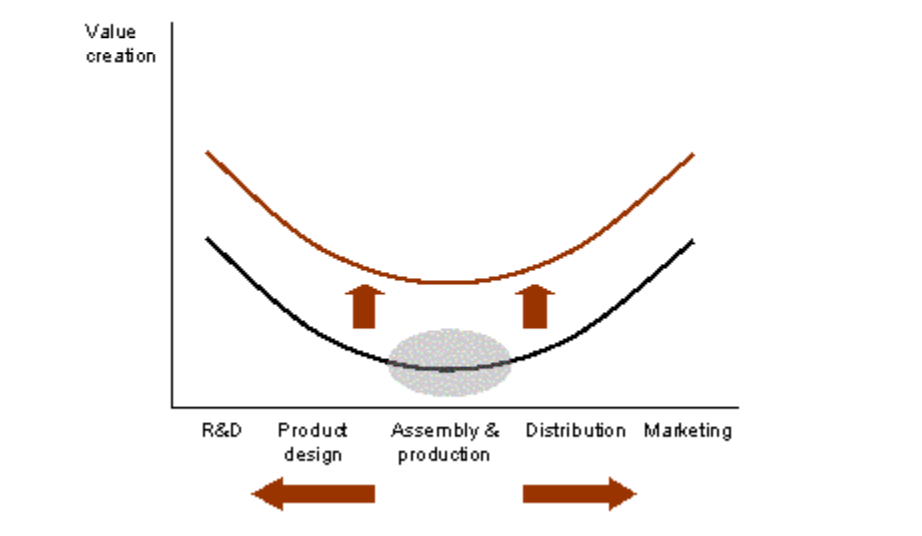 Value
creation
R&D
Product
design
Assembly &
production
Distribution
Marketing